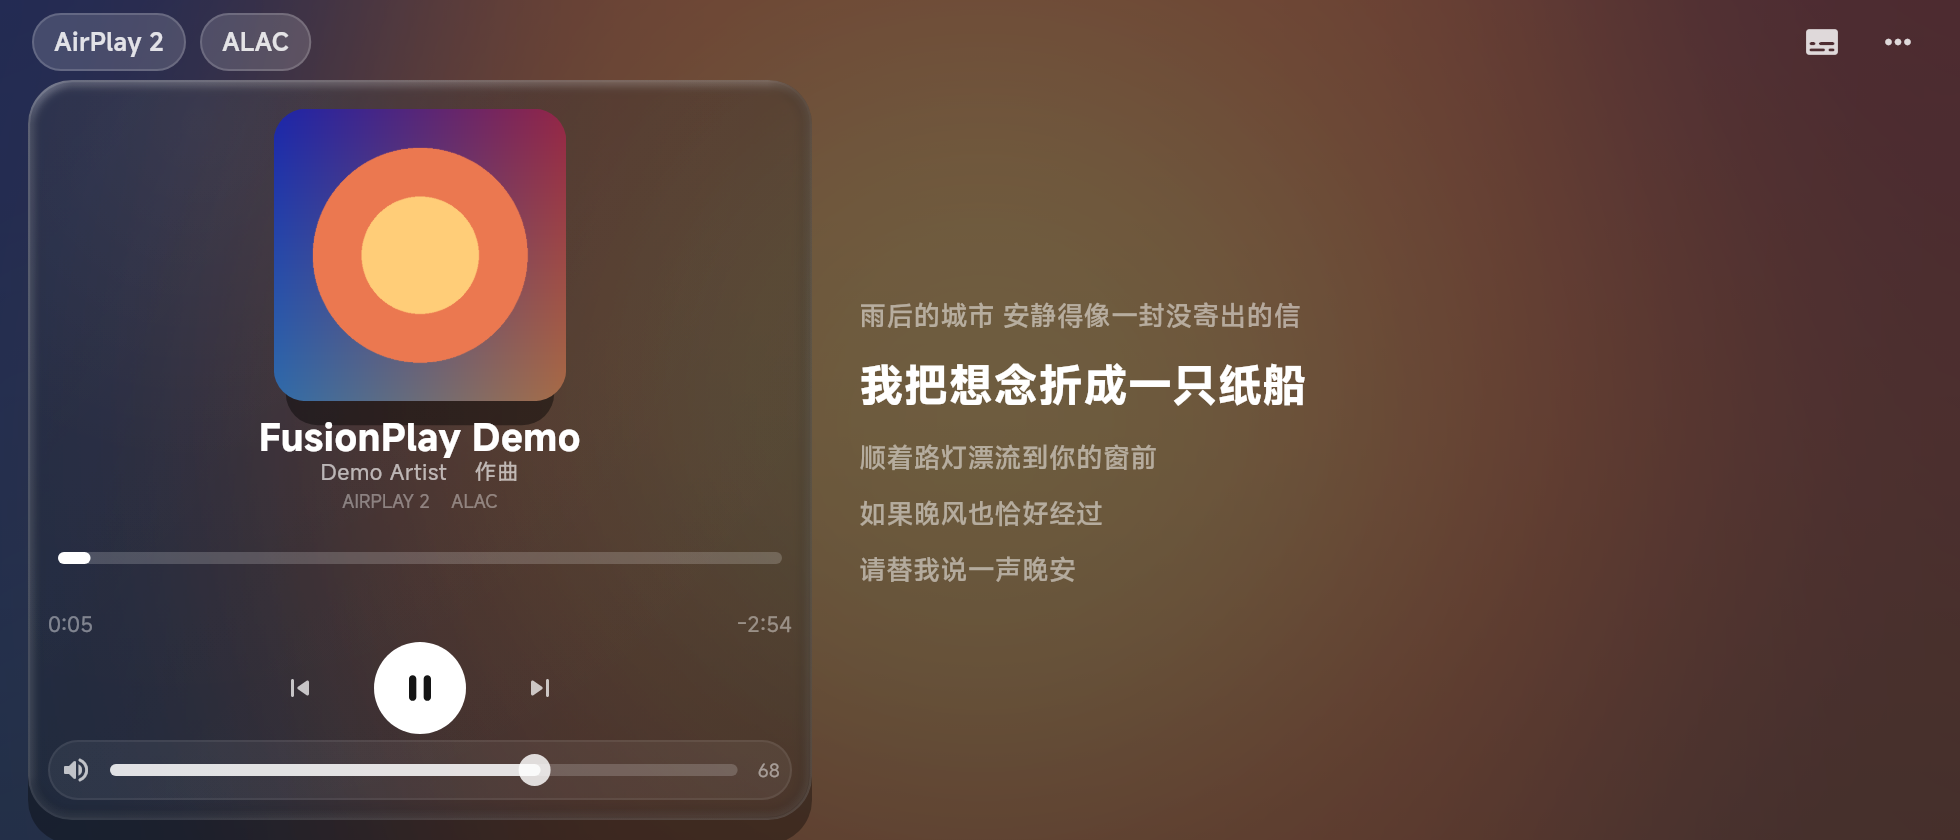 AirPlay 2 ALAC
FusionPlay Demo
Demo Artist 作曲
AIRPLAY 2 ALAC
0:05 -2:54
68
雨后的城市 安静得像一封没寄出的信
我把想念折成一只纸船
顺着路灯漂流到你的窗前
如果晚风也恰好经过
请替我说一声晚安